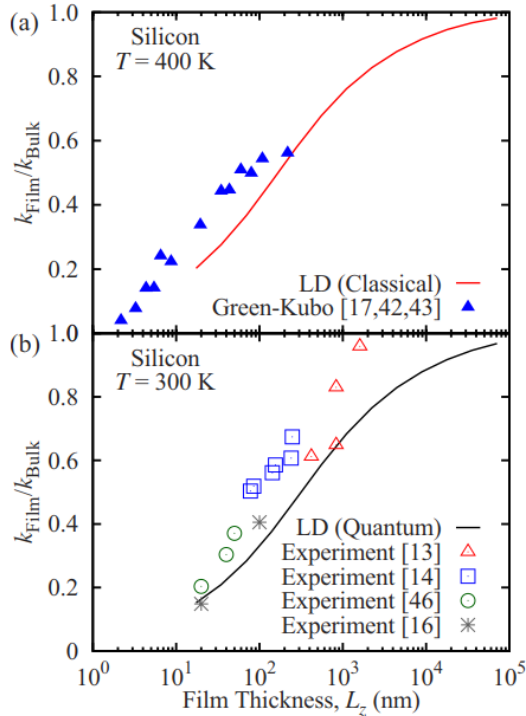 (a)
Silicon
T = 400 K
1.0
0.8
0.6
0.4
0.2
k_Film/k_Bulk
LD (Classical)
Green-Kubo [17,42,43]
(b)
Silicon
T = 300 K
1.0
0.8
0.6
0.4
0.2
0
k_Film/k_Bulk
LD (Quantum)
Experiment [13]
Experiment [14]
Experiment [46]
Experiment [16]
10^0 10^1 10^2 10^3 10^4 10^5
Film Thickness, L_z (nm)